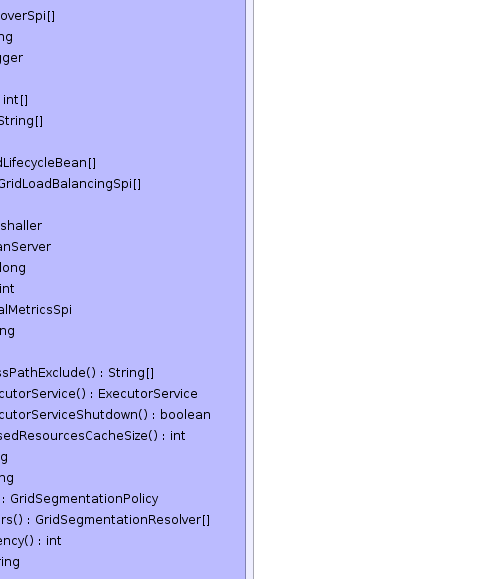 overSpi[]
ng
gger
int[]
String[]
dLifecycleBean[]
GridLoadBalancingSpi[]
shaller
anServer
long
int
alMetricsSpi
ng
ssPathExclude() : String[]
cutorService() : ExecutorService
cutorServiceShutdown() : boolean
sedResourcesCacheSize() : int
g
ng
: GridSegmentationPolicy
rs() : GridSegmentationResolver[]
ency() : int
ring